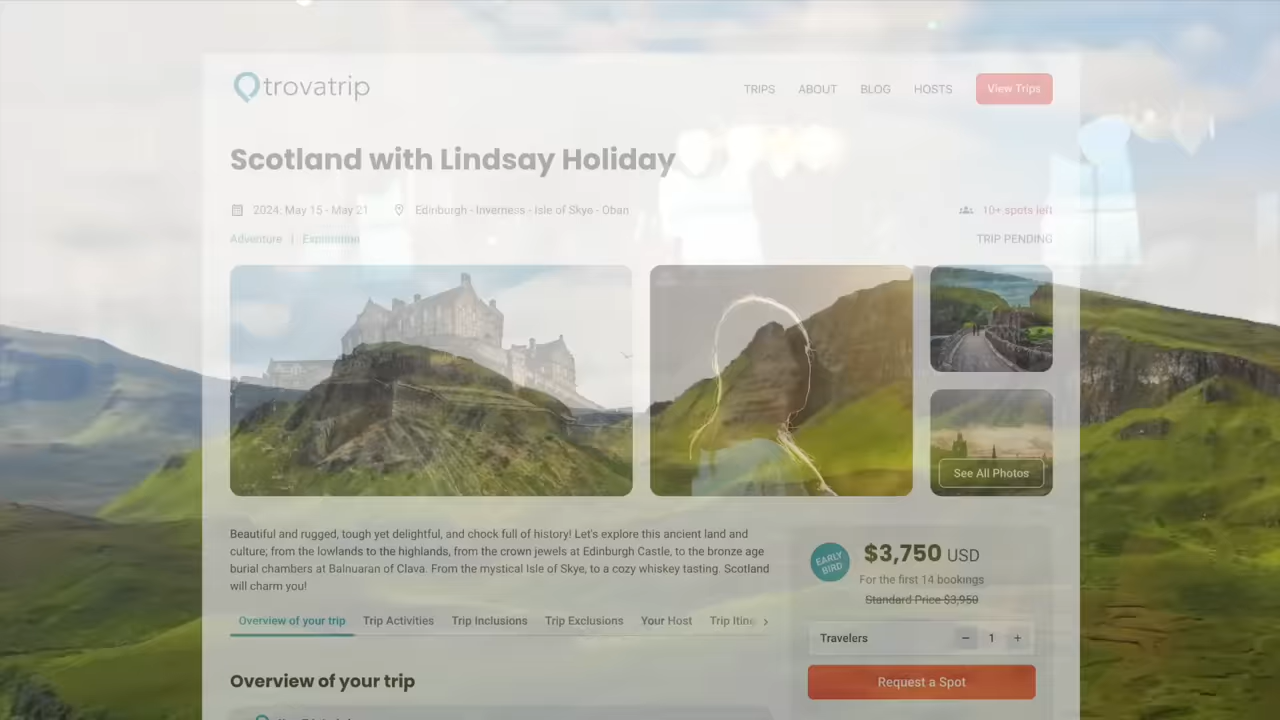 trovatrip
TRIPS ABOUT BLOG HOSTS View Trips
Scotland with Lindsay Holiday
2024, May 15 - May 21 Edinburgh - Inverness - Isle of Skye - Oban 10+ spots left
Adventure | Exploration TRIP PENDING
See All Photos
Beautiful and rugged, tough yet delightful, and chock full of history! Let's explore this ancient land and
culture; from the lowlands to the highlands, from the crown jewels at Edinburgh Castle, to the bronze age
burial chambers at Balnuaran of Clava. From the mystical Isle of Skye, to a cozy whiskey tasting. Scotland
will charm you!
EARLY
BIRD
$3,750 USD
For the first 14 bookings
Standard Price $3,950
Overview of your trip Trip Activities Trip Inclusions Trip Exclusions Your Host Trip Itine
Travelers - 1 +
Request a Spot
Overview of your trip